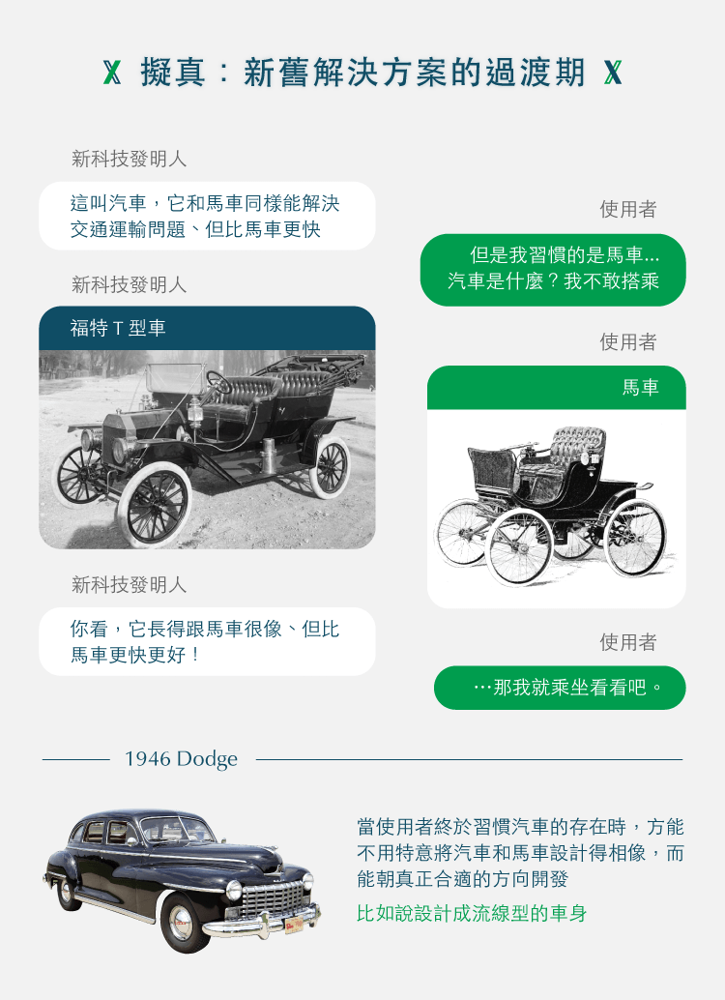 擬真：新舊解決方案的過渡期
新科技發明人
這叫汽車，它和馬車同樣能解決
交通運輸問題、但比馬車更快
使用者
但是我習慣的是馬車...
汽車是什麼？我不敢搭乘
新科技發明人
福特 T 型車
使用者
馬車
新科技發明人
你看，它長得跟馬車很像、但比
馬車更快更好！
使用者
⋯那我就乘坐看看吧。
1946 Dodge
當使用者終於習慣汽車的存在時，方能
不用特意將汽車和馬車設計得相像，而
能朝真正合適的方向開發
比如說設計成流線型的車身